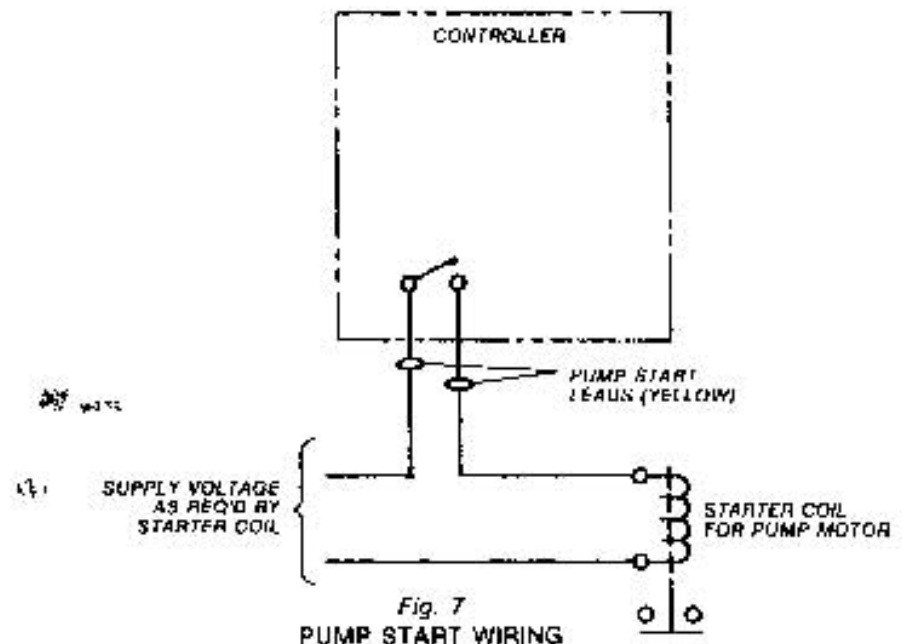 CONTROLLER
PUMP START
LEADS (YELLOW)
SUPPLY VOLTAGE
AS REQ'D BY
STARTER COIL
STARTER COIL
FOR PUMP MOTOR
Fig. 7
PUMP START WIRING